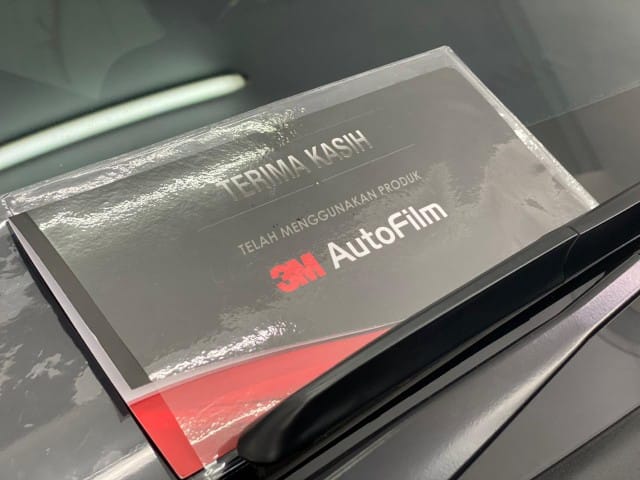 TERIMA KASIH
TELAH MENGGUNAKAN PRODUK
3M AutoFilm